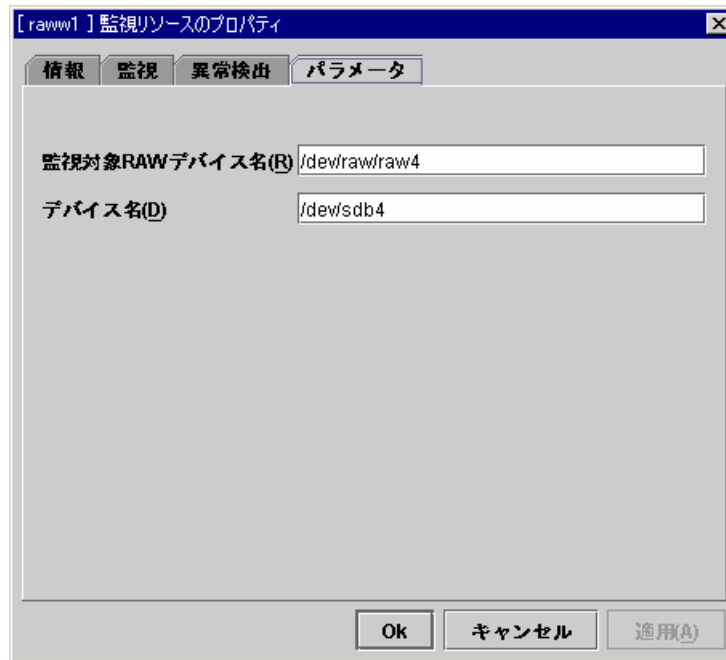 [ raww1 ] 監視リソースのプロパティ
情報 監視 異常検出 パラメータ
監視対象RAWデバイス名(R) /dev/raw/raw4
デバイス名(D) /dev/sdb4
Ok キャンセル 適用(A)